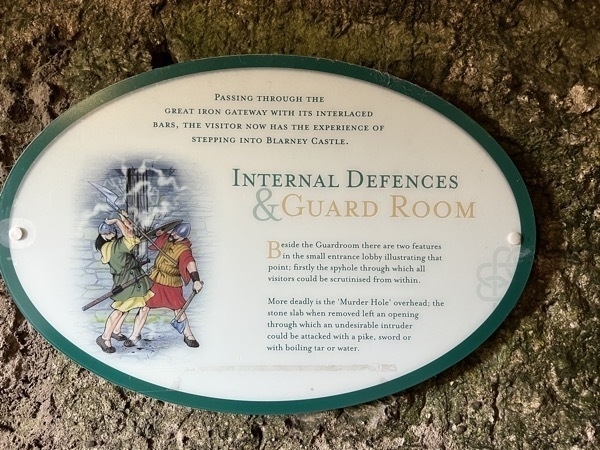 Passing through the
great iron gateway with its interlaced
bars, the visitor now has the experience of
stepping into Blarney Castle.
Internal Defences
& Guard Room
Beside the Guardroom there are two features
in the small entrance lobby illustrating that
point; firstly the spyhole through which all
visitors could be scrutinised from within.
More deadly is the 'Murder Hole' overhead; the
stone slab when removed left an opening
through which an undesirable intruder
could be attacked with a pike, sword or
with boiling tar or water.